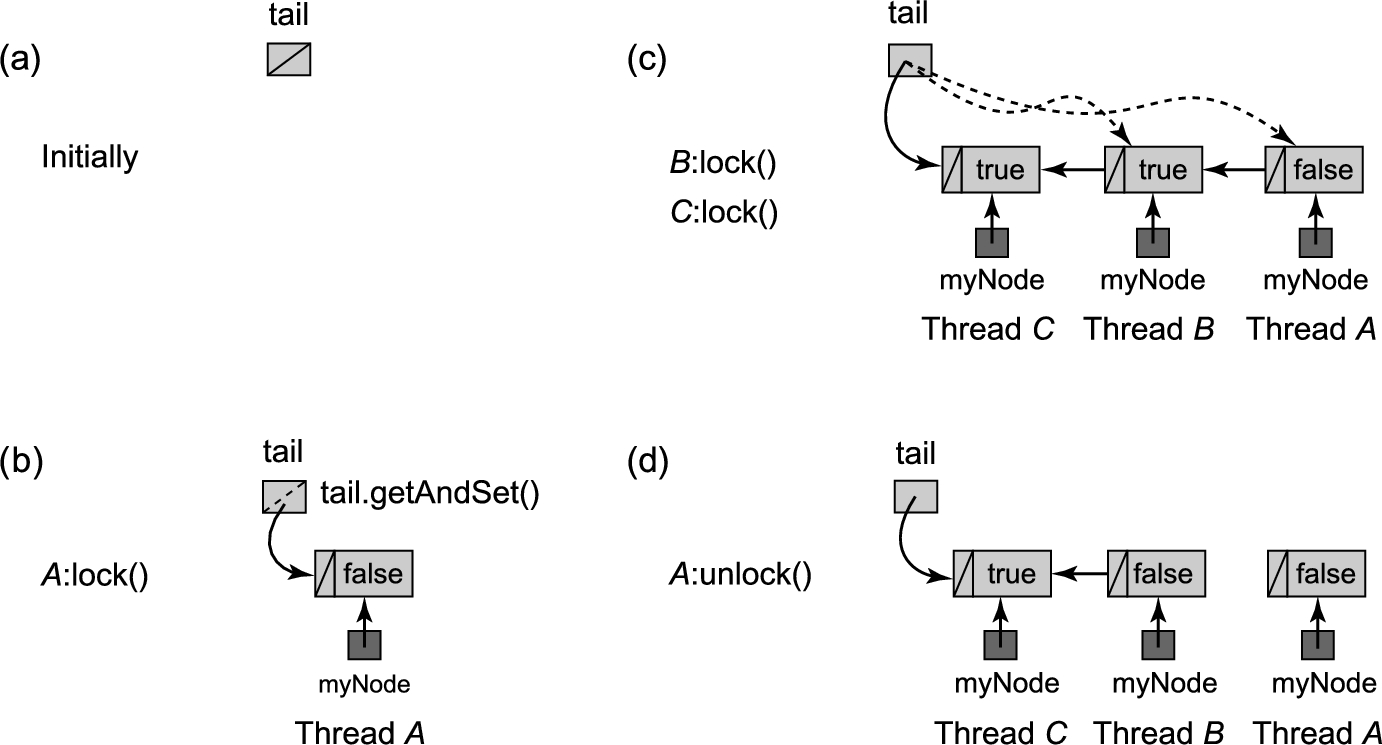 (a)
tail
Initially
(b)
tail
tail.getAndSet()
A:lock()
false
myNode
Thread A
(c)
tail
B:lock()
C:lock()
true true false
myNode myNode myNode
Thread C Thread B Thread A
(d)
tail
A:unlock()
true false false
myNode myNode myNode
Thread C Thread B Thread A